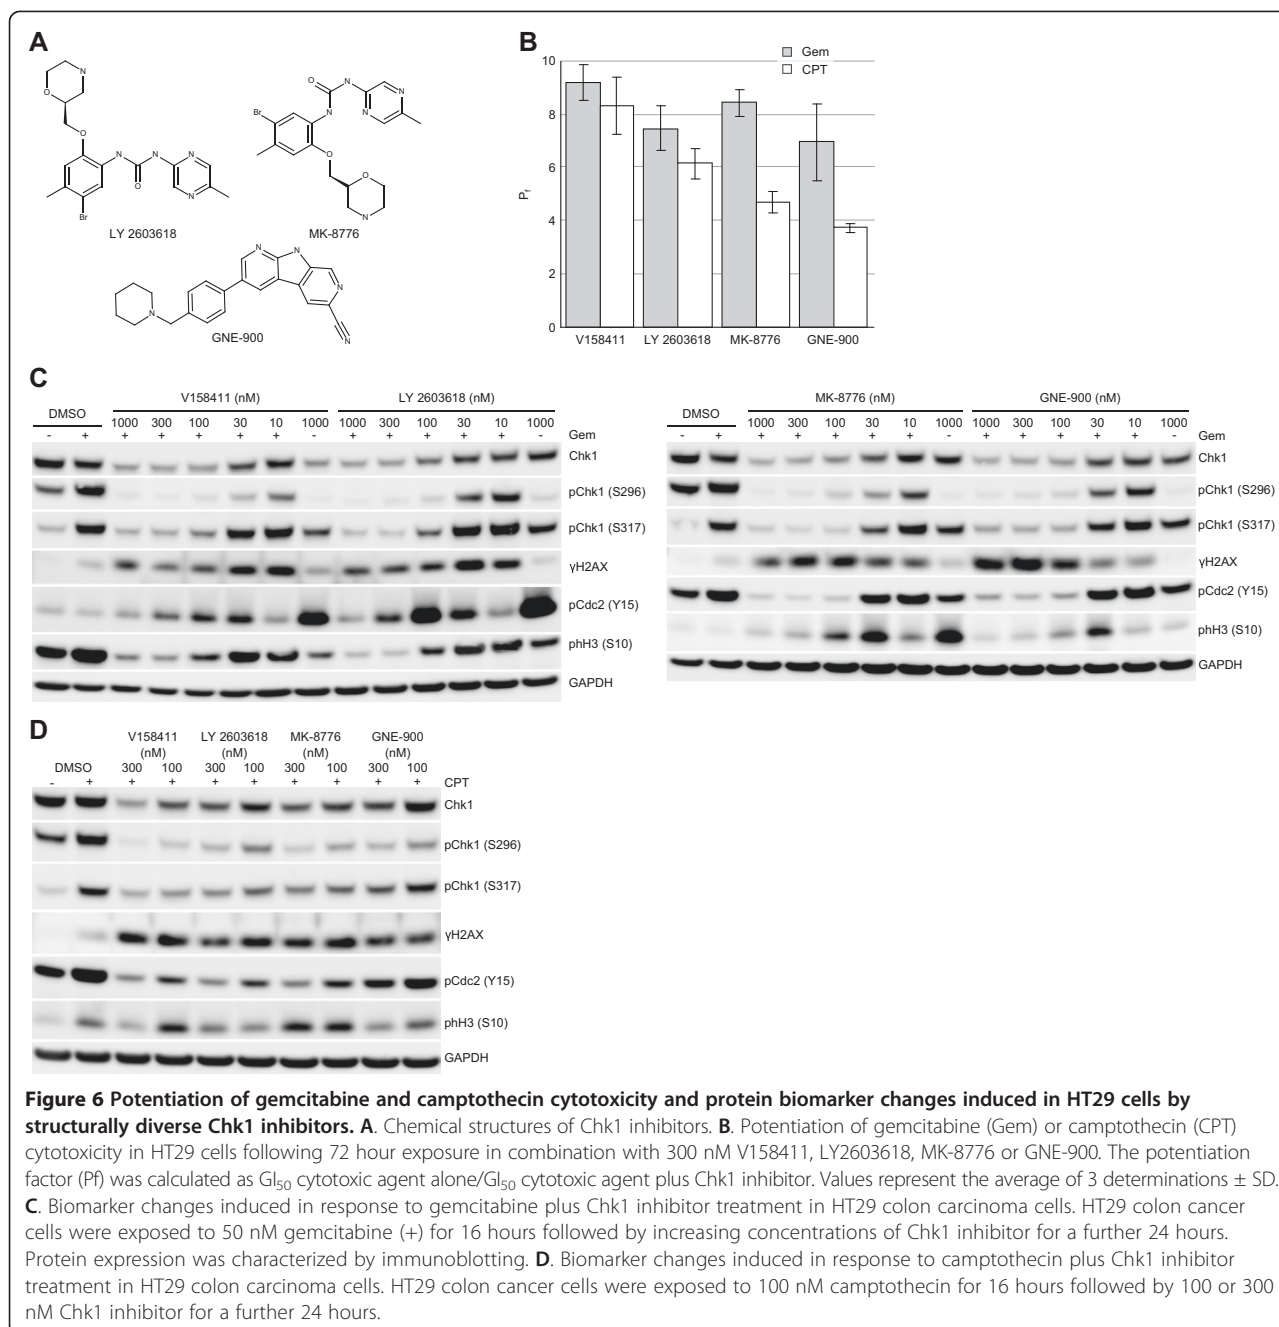 A
N
O
O
N
N
O
N
N
Br
LY 2603618
O
N
N
N
N
Br
O
O
N
MK-8776
N
N
N
N
N
GNE-900
B
Gem
CPT
10
8
6
4
2
0
Pf
V158411 LY 2603618 MK-8776 GNE-900
C
DMSO V158411 (nM) LY 2603618 (nM)
1000 300 100 30 10 1000 1000 300 100 30 10 1000
- + + + + + + - + + + + + - Gem
Chk1
pChk1 (S296)
pChk1 (S317)
γH2AX
pCdc2 (Y15)
phH3 (S10)
GAPDH
DMSO MK-8776 (nM) GNE-900 (nM)
1000 300 100 30 10 1000 1000 300 100 30 10 1000
- + + + + + + - + + + + + - Gem
Chk1
pChk1 (S296)
pChk1 (S317)
γH2AX
pCdc2 (Y15)
phH3 (S10)
GAPDH
D
V158411 LY 2603618 MK-8776 GNE-900
(nM) (nM) (nM) (nM)
DMSO 300 100 300 100 300 100 300 100
- + + + + + + + + + CPT
Chk1
pChk1 (S296)
pChk1 (S317)
γH2AX
pCdc2 (Y15)
phH3 (S10)
GAPDH
Figure 6 Potentiation of gemcitabine and camptothecin cytotoxicity and protein biomarker changes induced in HT29 cells by
structurally diverse Chk1 inhibitors. A. Chemical structures of Chk1 inhibitors. B. Potentiation of gemcitabine (Gem) or camptothecin (CPT)
cytotoxicity in HT29 cells following 72 hour exposure in combination with 300 nM V158411, LY2603618, MK-8776 or GNE-900. The potentiation
factor (Pf) was calculated as GI50 cytotoxic agent alone/GI50 cytotoxic agent plus Chk1 inhibitor. Values represent the average of 3 determinations ± SD.
C. Biomarker changes induced in response to gemcitabine plus Chk1 inhibitor treatment in HT29 colon carcinoma cells. HT29 colon cancer
cells were exposed to 50 nM gemcitabine (+) for 16 hours followed by increasing concentrations of Chk1 inhibitor for a further 24 hours.
Protein expression was characterized by immunoblotting. D. Biomarker changes induced in response to camptothecin plus Chk1 inhibitor
treatment in HT29 colon carcinoma cells. HT29 colon cancer cells were exposed to 100 nM camptothecin for 16 hours followed by 100 or 300
nM Chk1 inhibitor for a further 24 hours.